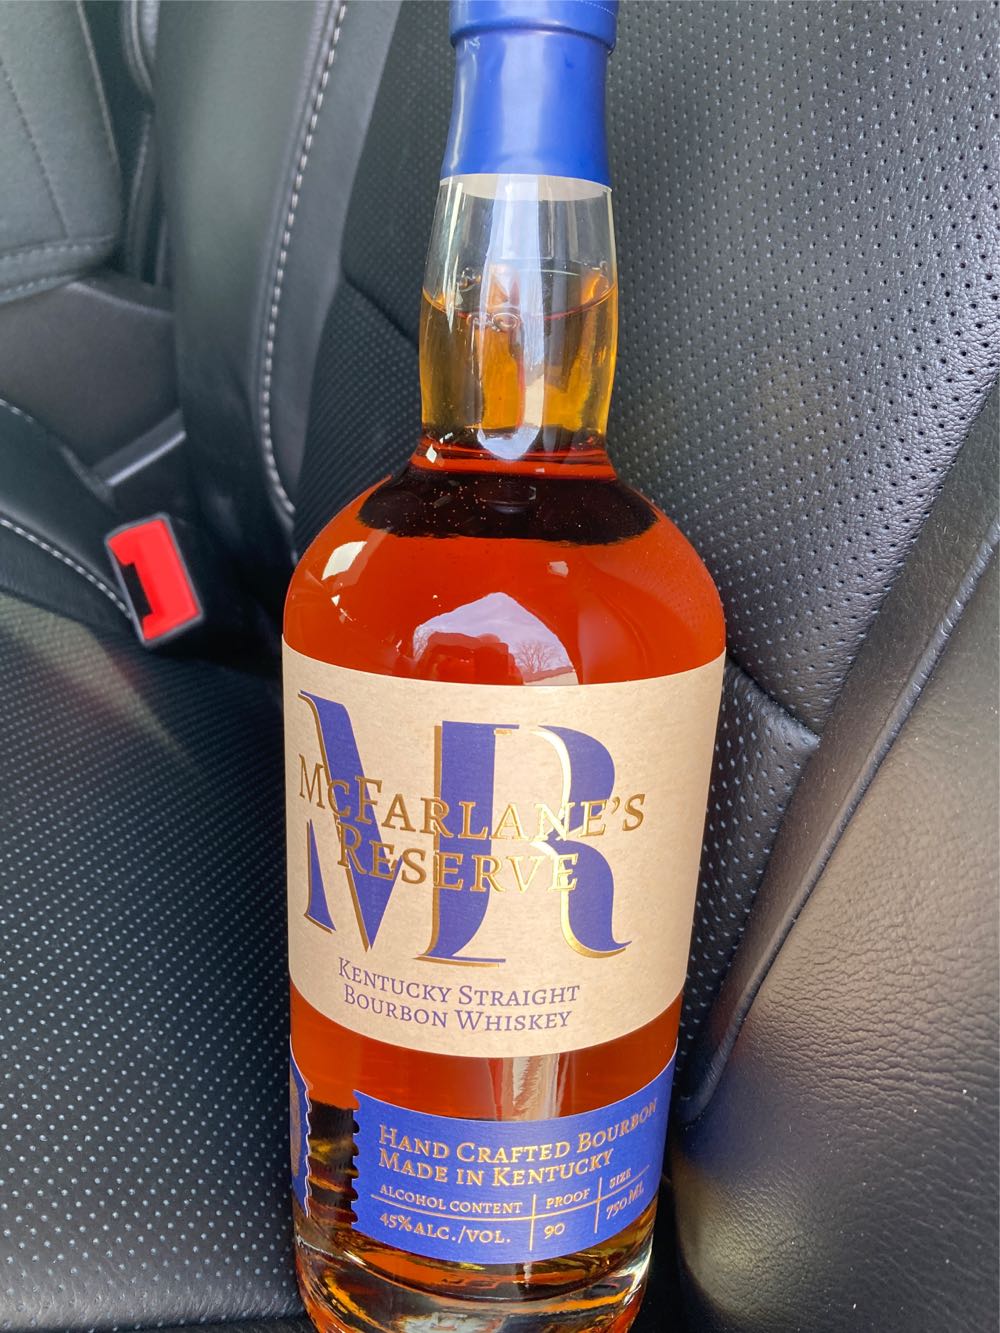 MR
McFarlane's
Reserve
Kentucky Straight
Bourbon Whiskey
Hand Crafted Bourbon
Made in Kentucky
ALCOHOL CONTENT
PROOF
SIZE
45%ALC./VOL.
90
750 ML